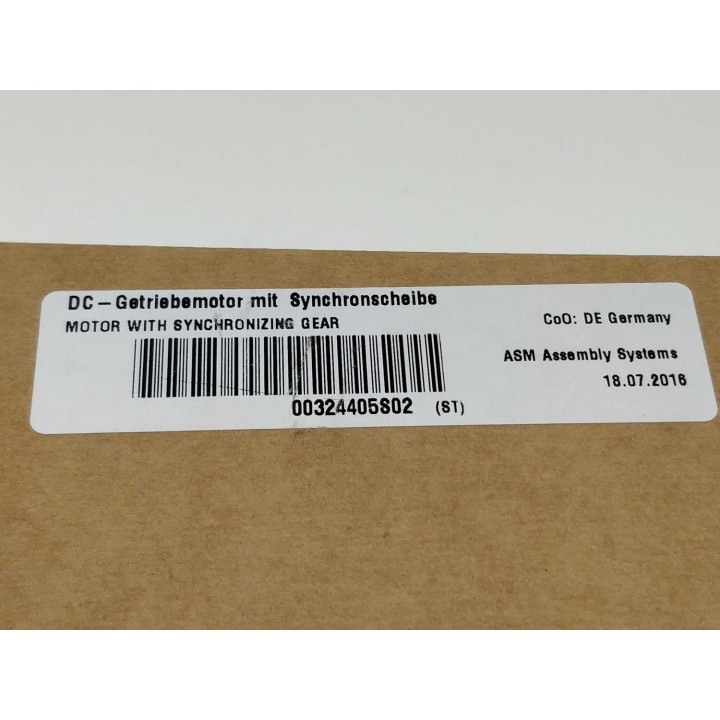 DC-Getriebemotor mit Synchronscheibe
MOTOR WITH SYNCHRONIZING GEAR
CoO: DE Germany
ASM Assembly Systems
18.07.2016
00324405S02 (ST)